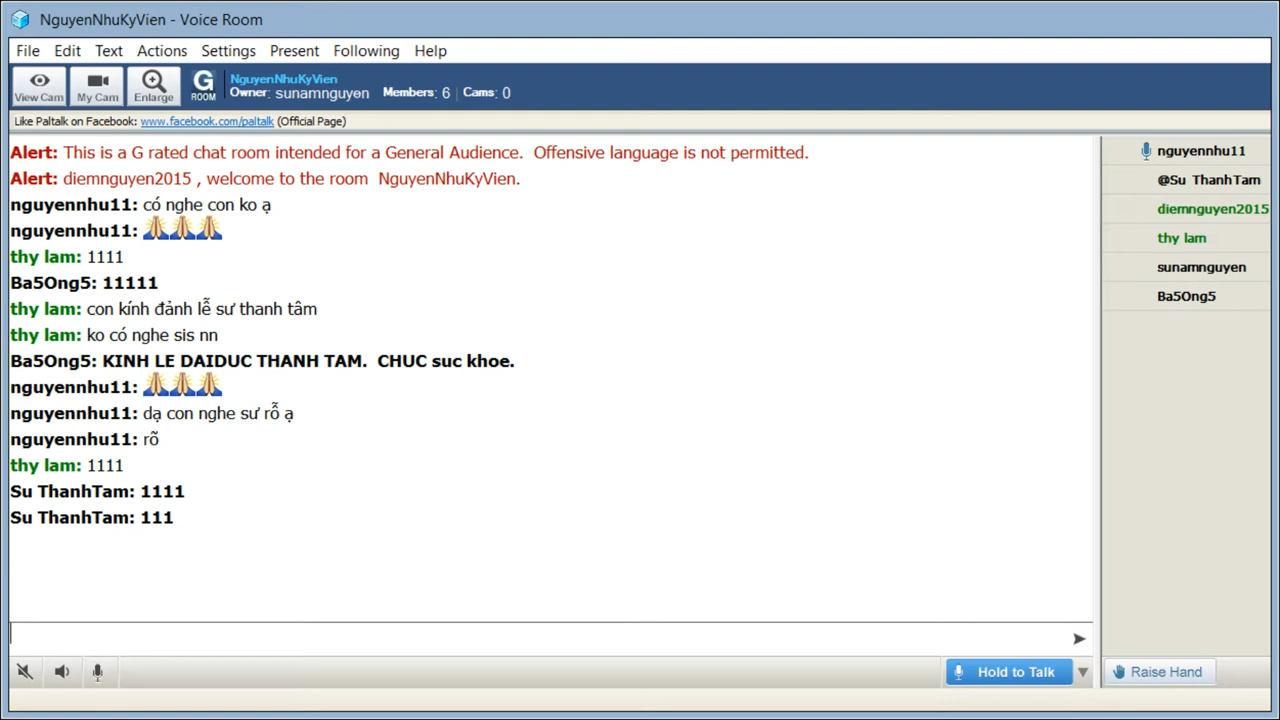 NguyenNhuKyVien - Voice Room
File Edit Text Actions Settings Present Following Help
View Cam My Cam Enlarge G ROOM NguyenNhuKyVien
Owner: sunamnguyen Members: 6 Cams: 0
Like Paltalk on Facebook: www.facebook.com/paltalk (Official Page)
Alert: This is a G rated chat room intended for a General Audience. Offensive language is not permitted.
Alert: diemnguyen2015 , welcome to the room NguyenNhuKyVien.
nguyennhu11: có nghe con ko ạ
nguyennhu11: 🙏🙏🙏
thy lam: 1111
Ba5Ong5: 11111
thy lam: con kính đảnh lễ sư thanh tâm
thy lam: ko có nghe sis nn
Ba5Ong5: KINH LE DAIDUC THANH TAM. CHUC suc khoe.
nguyennhu11: 🙏🙏🙏
nguyennhu11: dạ con nghe sư rỗ ạ
nguyennhu11: rõ
thy lam: 1111
Su ThanhTam: 1111
Su ThanhTam: 111
nguyennhu11
@Su ThanhTam
diemnguyen2015
thy lam
sunamnguyen
Ba5Ong5
Hold to Talk
Raise Hand